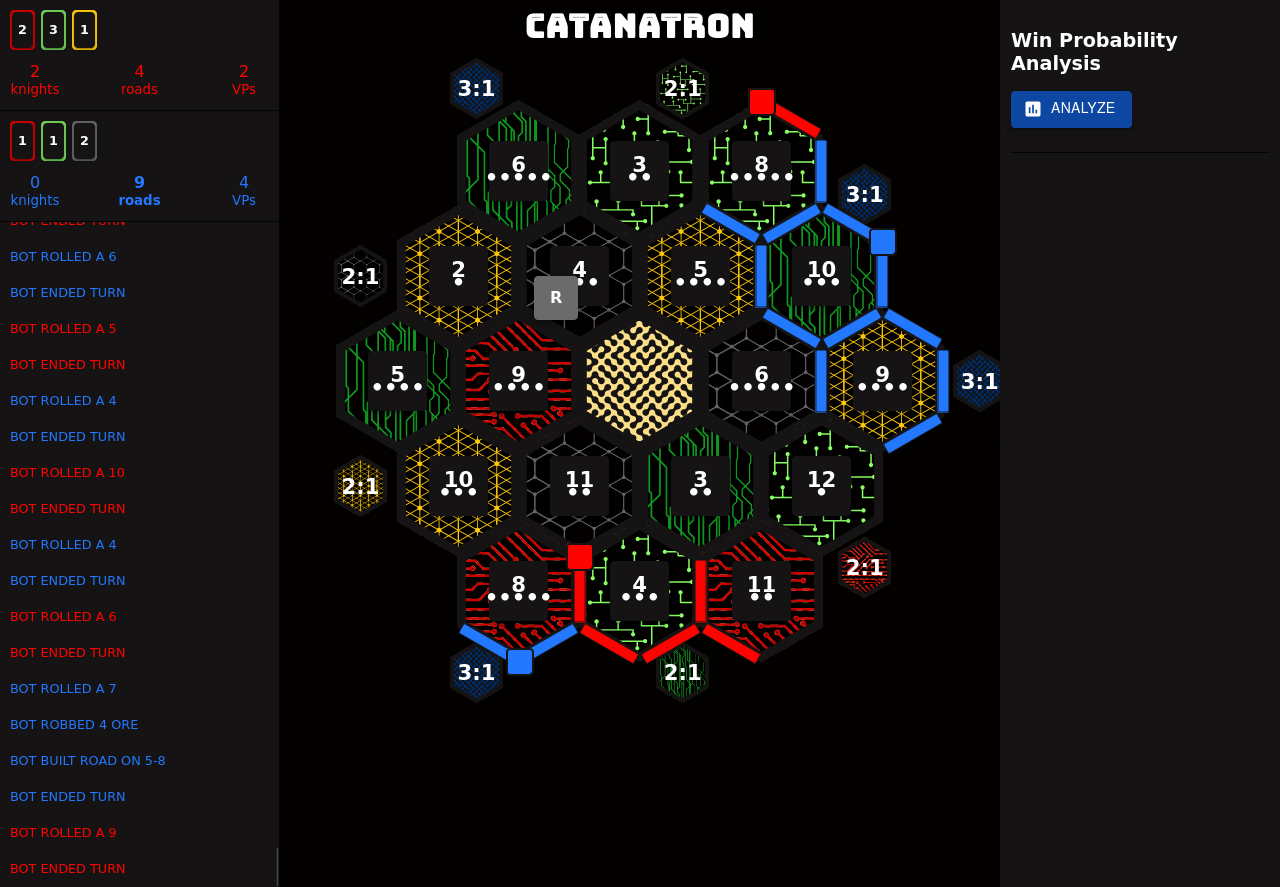 CATANATRON
2 3 1
2 4 2
knights roads VPs
1 1 2
0 9 4
knights roads VPs
BOT ENDED TURN
BOT ROLLED A 6
BOT ENDED TURN
BOT ROLLED A 5
BOT ENDED TURN
BOT ROLLED A 4
BOT ENDED TURN
BOT ROLLED A 10
BOT ENDED TURN
BOT ROLLED A 4
BOT ENDED TURN
BOT ROLLED A 6
BOT ENDED TURN
BOT ROLLED A 7
BOT ROBBED 4 ORE
BOT BUILT ROAD ON 5-8
BOT ENDED TURN
BOT ROLLED A 9
BOT ENDED TURN
3:1 2:1
6 3 8
3:1
2:1 2 4 5 10
R
5 9 6 9 3:1
2:1 10 11 3 12
2:1
8 4 11
3:1 2:1
Win Probability
Analysis
ANALYZE